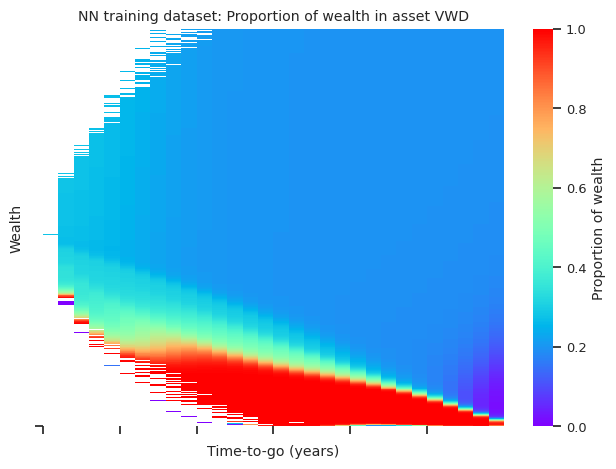 NN training dataset: Proportion of wealth in asset VWD
Wealth
Time-to-go (years)
1.0
0.8
0.6
0.4
0.2
0.0
Proportion of wealth